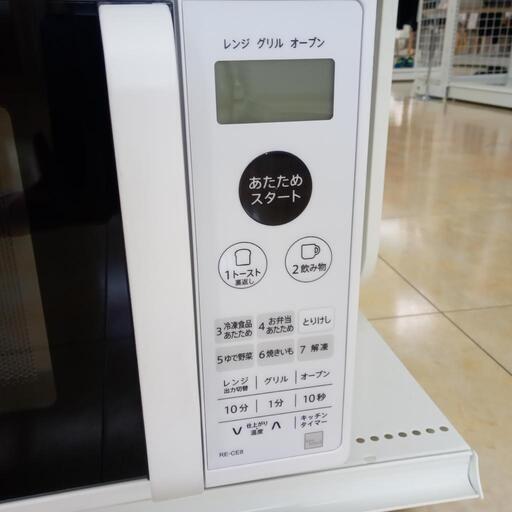 レンジ グリル オーブン
あたため
スタート
1トースト
裏返し
2飲み物
3 冷凍食品
あたため
4 お弁当
あたため
とりけし
5ゆで野菜
6焼きいも
7 解凍
レンジ
出力切替
グリル
オーブン
10分
1分
10秒
仕上がり
温度
キッチン
タイマー
RE-CE8